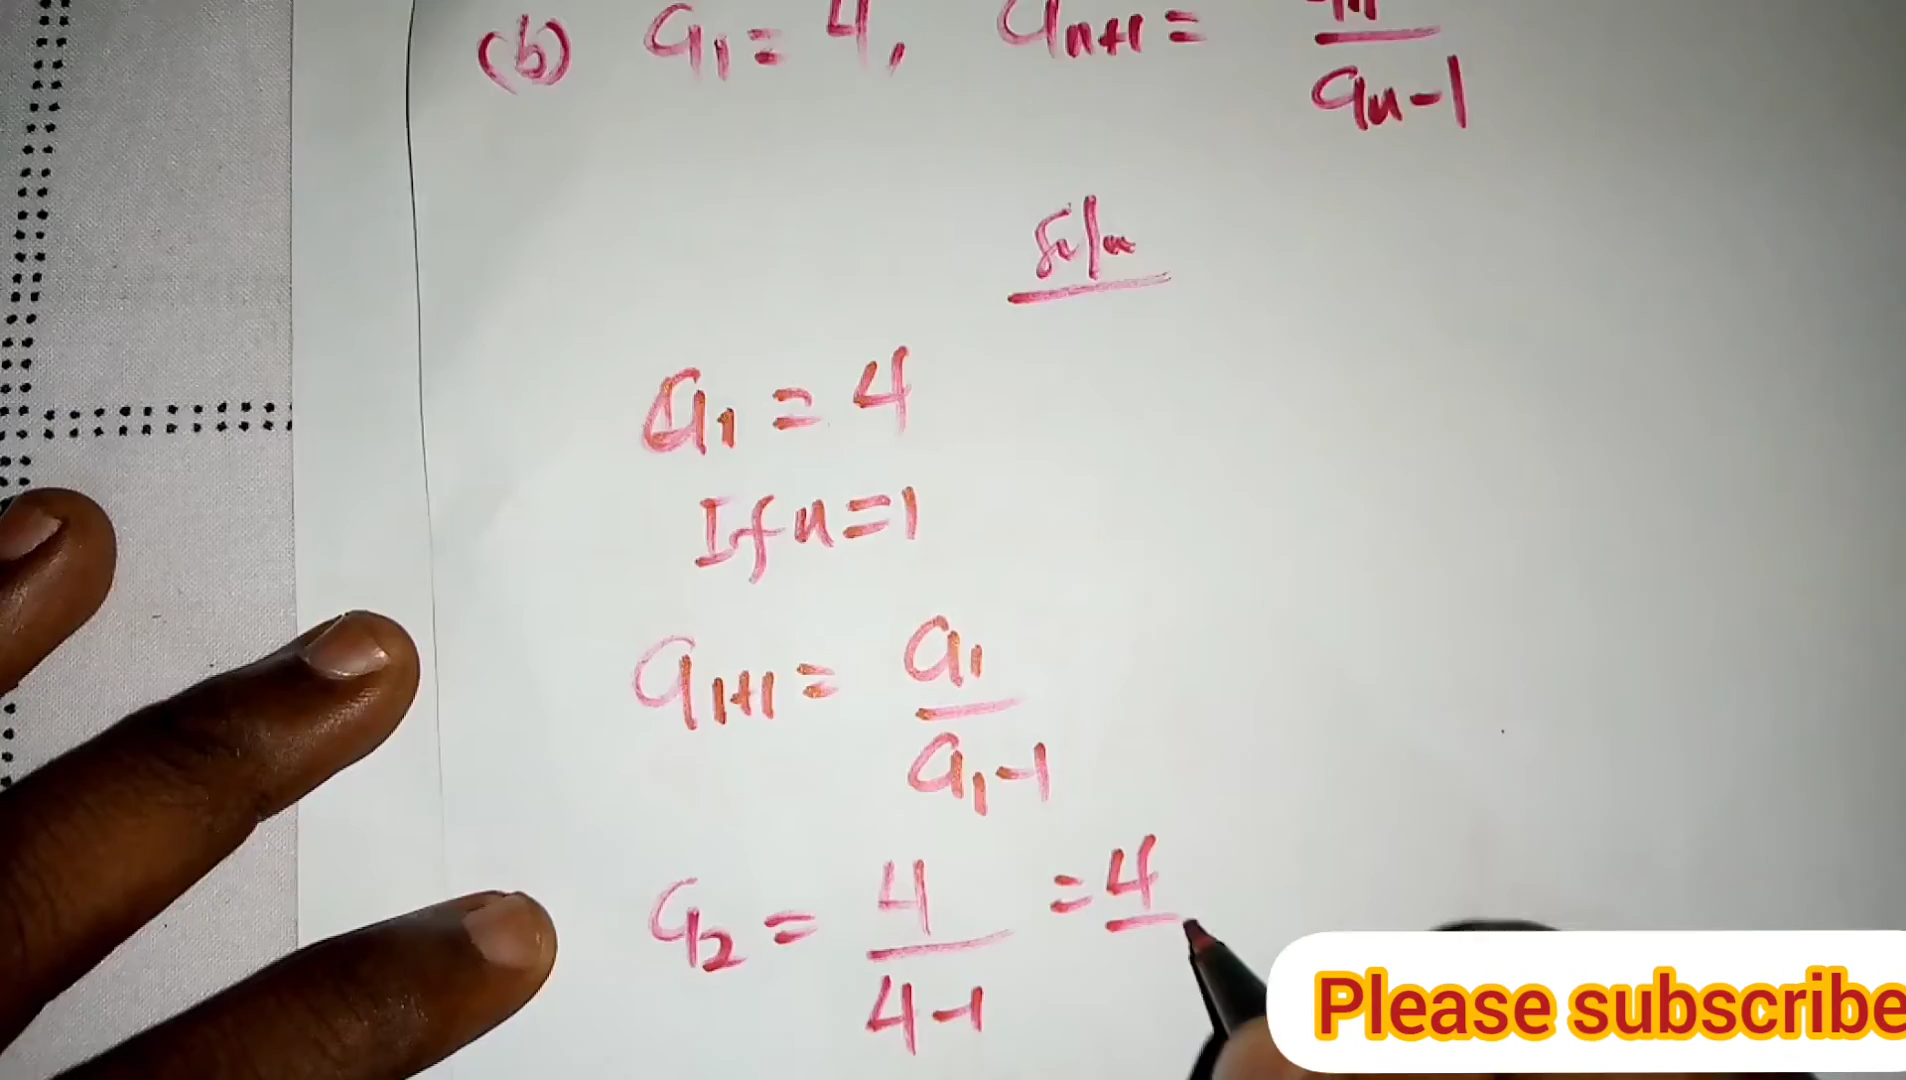 (b) a₁ = 4, aₙ₊₁ = aₙ
aₙ - 1
Soln
a₁ = 4
If n = 1
a₁₊₁ = a₁
a₁ - 1
a₂ = 4 = 4
4 - 1
Please subscribe